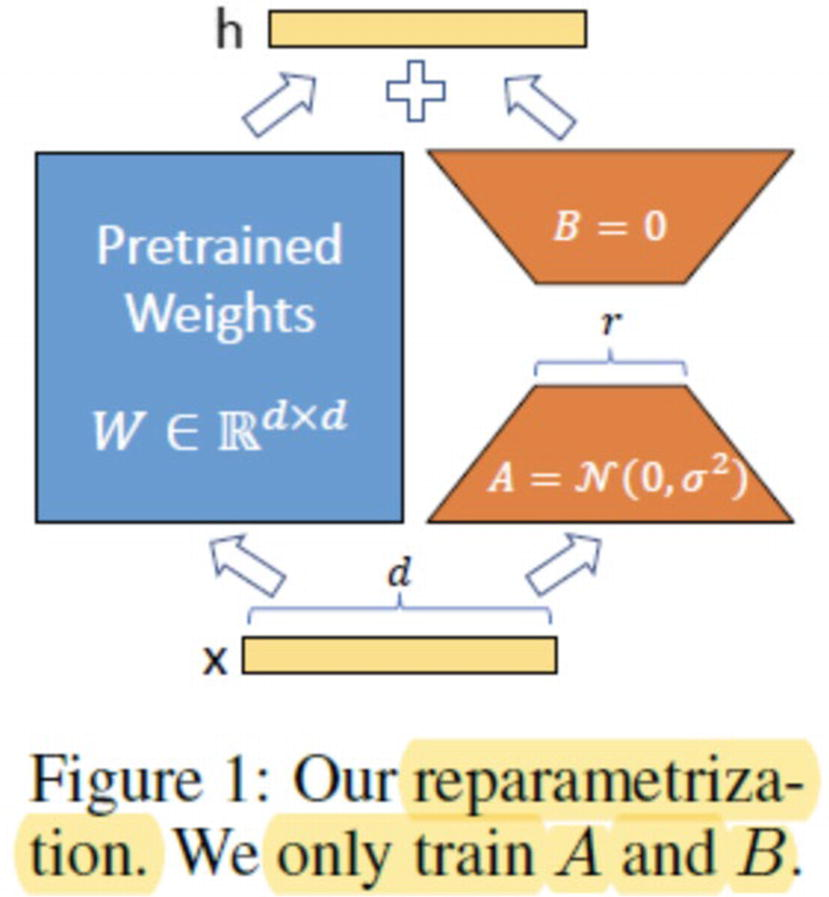 h
Pretrained
Weights
W ∈ ℝ^{d×d}
B = 0
r
A = 𝒩(0, σ²)
d
x
Figure 1: Our reparametriza-
tion. We only train A and B.